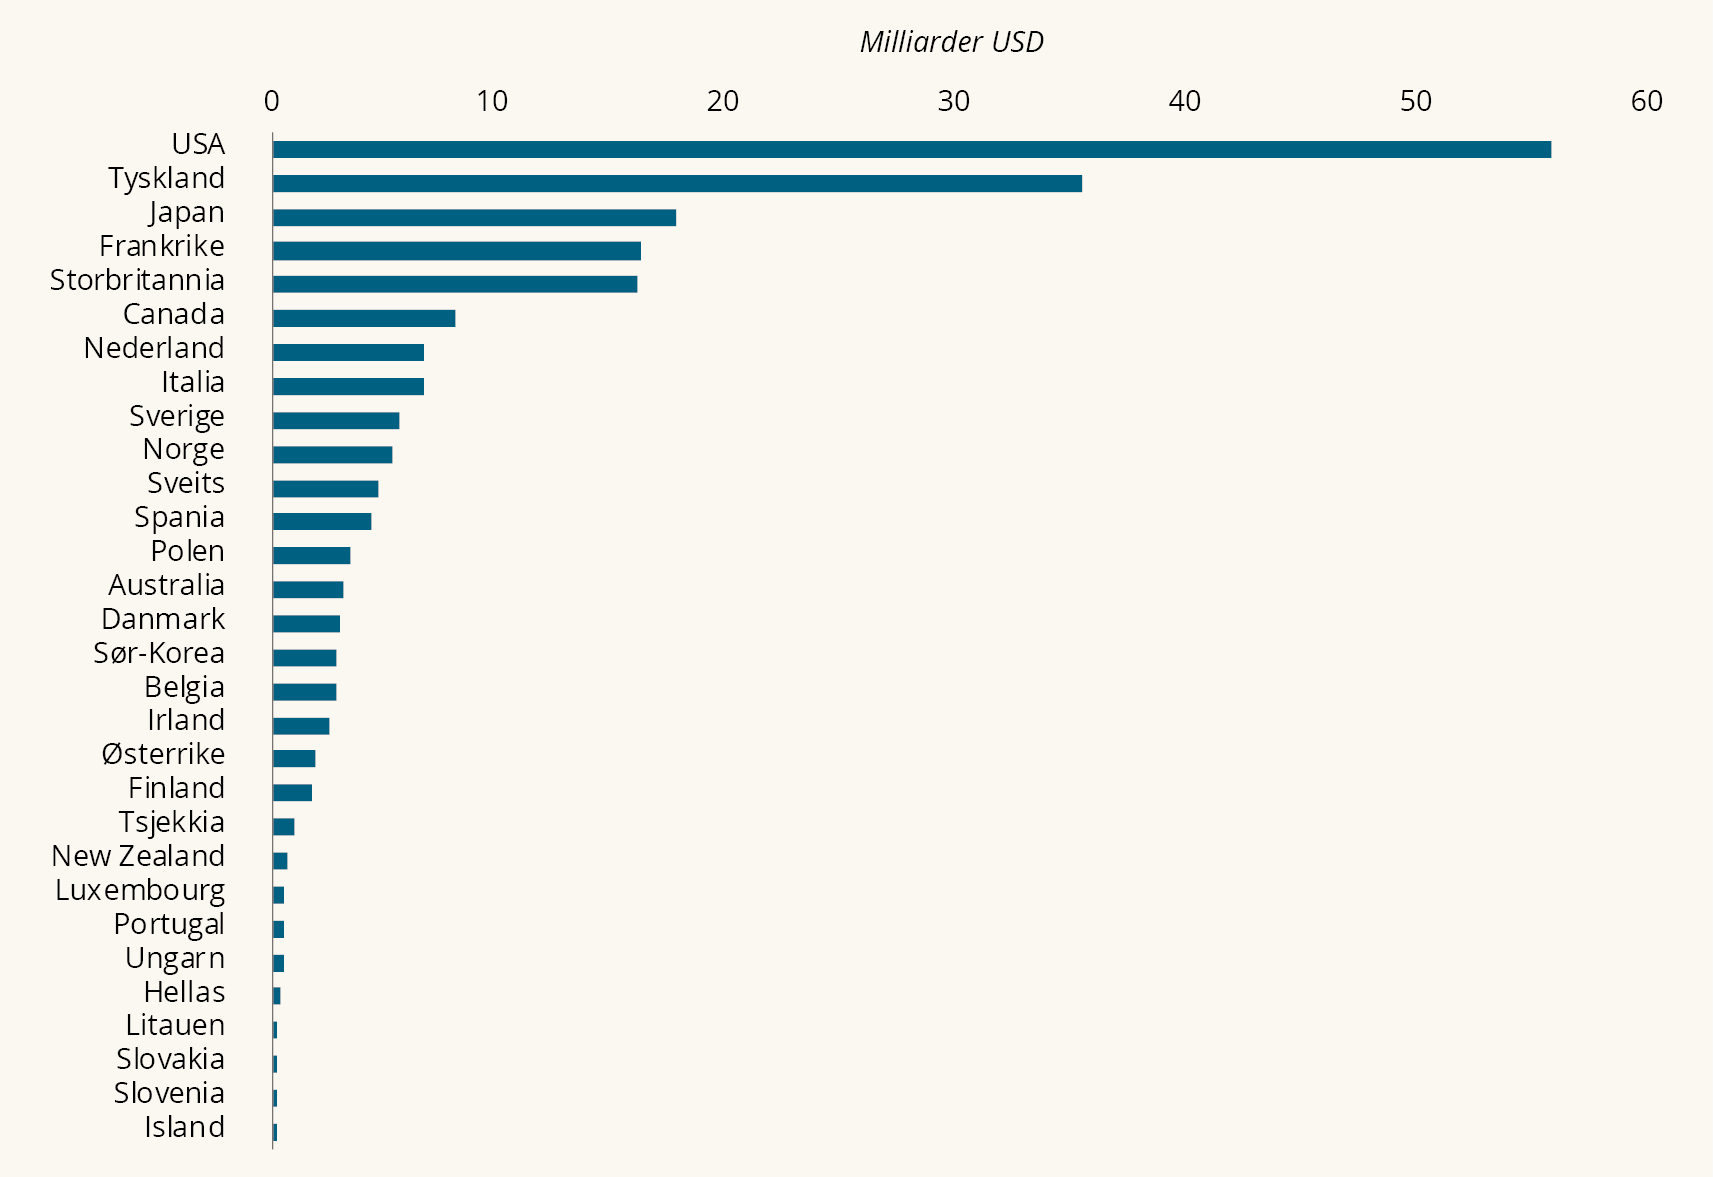 Milliarder USD
0 10 20 30 40 50 60
USA
Tyskland
Japan
Frankrike
Storbritannia
Canada
Nederland
Italia
Sverige
Norge
Sveits
Spania
Polen
Australia
Danmark
Sør-Korea
Belgia
Irland
Østerrike
Finland
Tsjekkia
New Zealand
Luxembourg
Portugal
Ungarn
Hellas
Litauen
Slovakia
Slovenia
Island